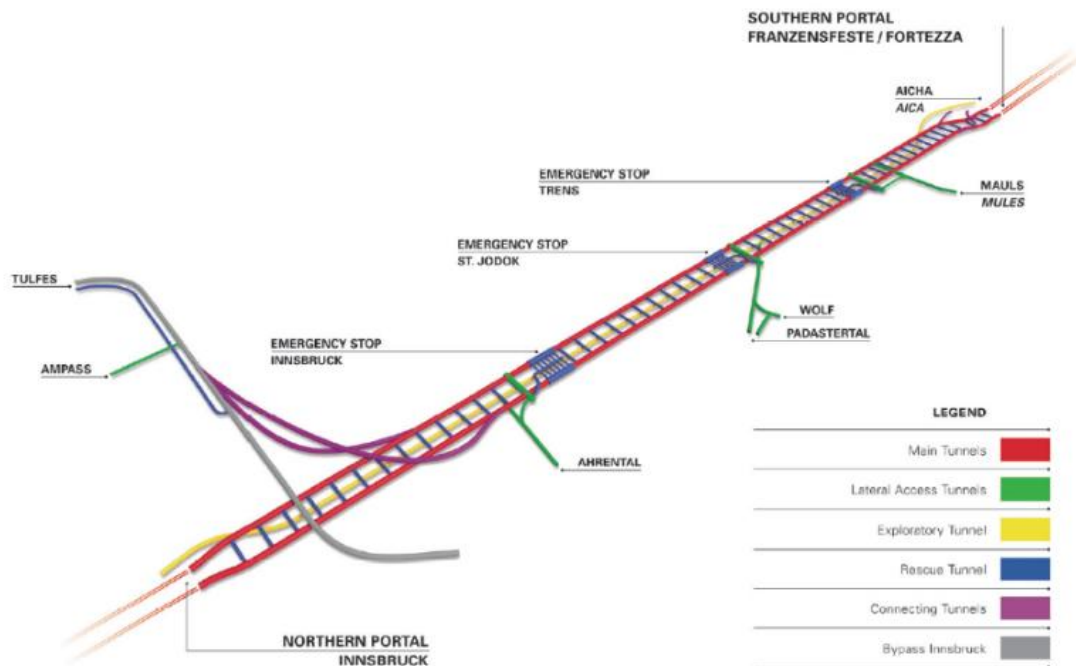 SOUTHERN PORTAL
FRANZENSFESTE / FORTEZZA
AICHA
AICA
EMERGENCY STOP
TRENS
MAULS
MULES
EMERGENCY STOP
ST. JODOK
TULFES
WOLF
PADASTERTAL
EMERGENCY STOP
INNSBRUCK
AMPASS
AHRENTAL
LEGEND
Main Tunnels
Lateral Access Tunnels
Exploratory Tunnel
Rescue Tunnel
Connecting Tunnels
Bypass Innsbruck
NORTHERN PORTAL
INNSBRUCK